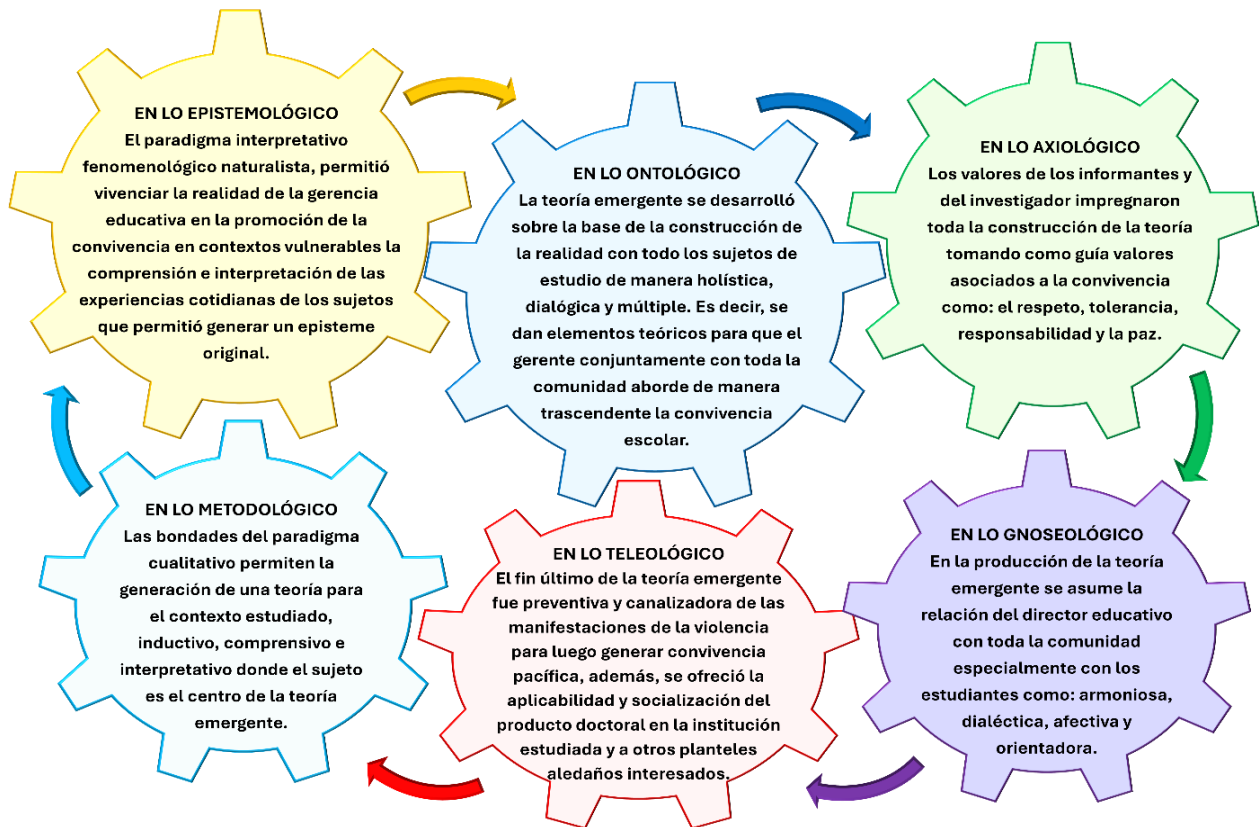 EN LO EPISTEMOLÓGICO
El paradigma interpretativo
fenomenológico naturalista, permitió
vivenciar la realidad de la gerencia
educativa en la promoción de la
convivencia en contextos vulnerables la
comprensión e interpretación de las
experiencias cotidianas de los sujetos
que permitió generar un episteme
original.
EN LO ONTOLÓGICO
La teoría emergente se desarrolló
sobre la base de la construcción de
la realidad con todo los sujetos de
estudio de manera holística,
dialógica y múltiple. Es decir, se
dan elementos teóricos para que el
gerente conjuntamente con toda la
comunidad aborde de manera
trascendente la convivencia
escolar.
EN LO AXIOLÓGICO
Los valores de los informantes y
del investigador impregnaron
toda la construcción de la teoría
tomando como guía valores
asociados a la convivencia
como: el respeto, tolerancia,
responsabilidad y la paz.
EN LO GNOSEOLÓGICO
En la producción de la teoría
emergente se asume la
relación del director educativo
con toda la comunidad
especialmente con los
estudiantes como: armoniosa,
dialéctica, afectiva y
orientadora.
EN LO TELEOLÓGICO
El fin último de la teoría emergente
fue preventiva y canalizadora de las
manifestaciones de la violencia
para luego generar convivencia
pacífica, además, se ofreció la
aplicabilidad y socialización del
producto doctoral en la institución
estudiada y a otros planteles
aledaños interesados.
EN LO METODOLÓGICO
Las bondades del paradigma
cualitativo permiten la
generación de una teoría para
el contexto estudiado,
inductivo, comprensivo e
interpretativo donde el sujeto
es el centro de la teoría
emergente.